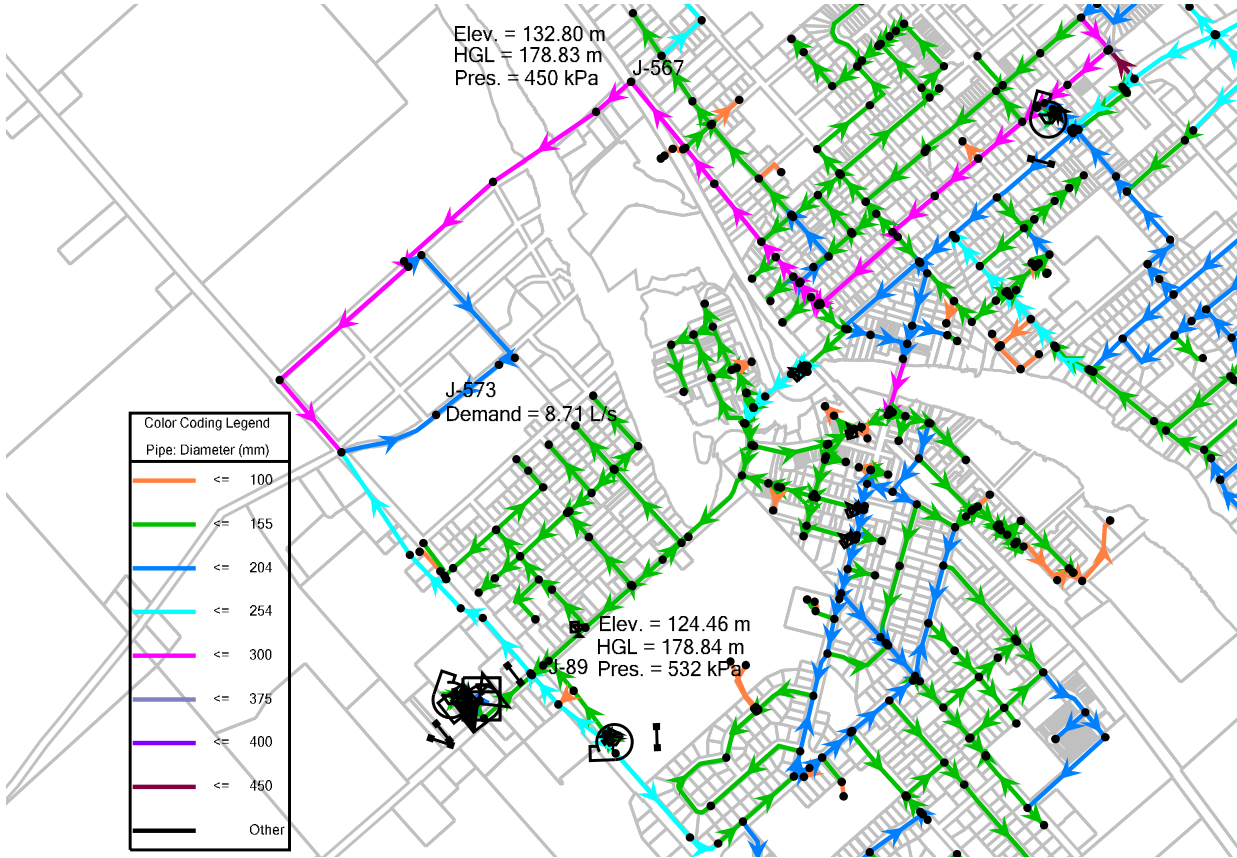 Elev. = 132.80 m
HGL = 178.83 m
Pres. = 450 kPa
J-567
J-573
Demand = 8.71 L/s
Color Coding Legend
Pipe: Diameter (mm)
<= 100
<= 155
<= 204
<= 254
<= 300
<= 375
<= 400
<= 450
Other
Elev. = 124.46 m
HGL = 178.84 m
J-89 Pres. = 532 kPa